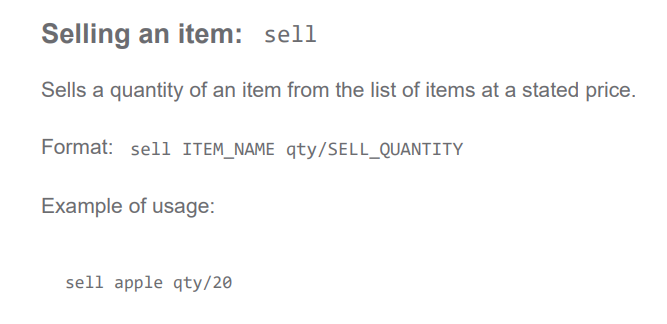 Selling an item: sell
Sells a quantity of an item from the list of items at a stated price.
Format: sell ITEM_NAME qty/SELL_QUANTITY
Example of usage:
sell apple qty/20